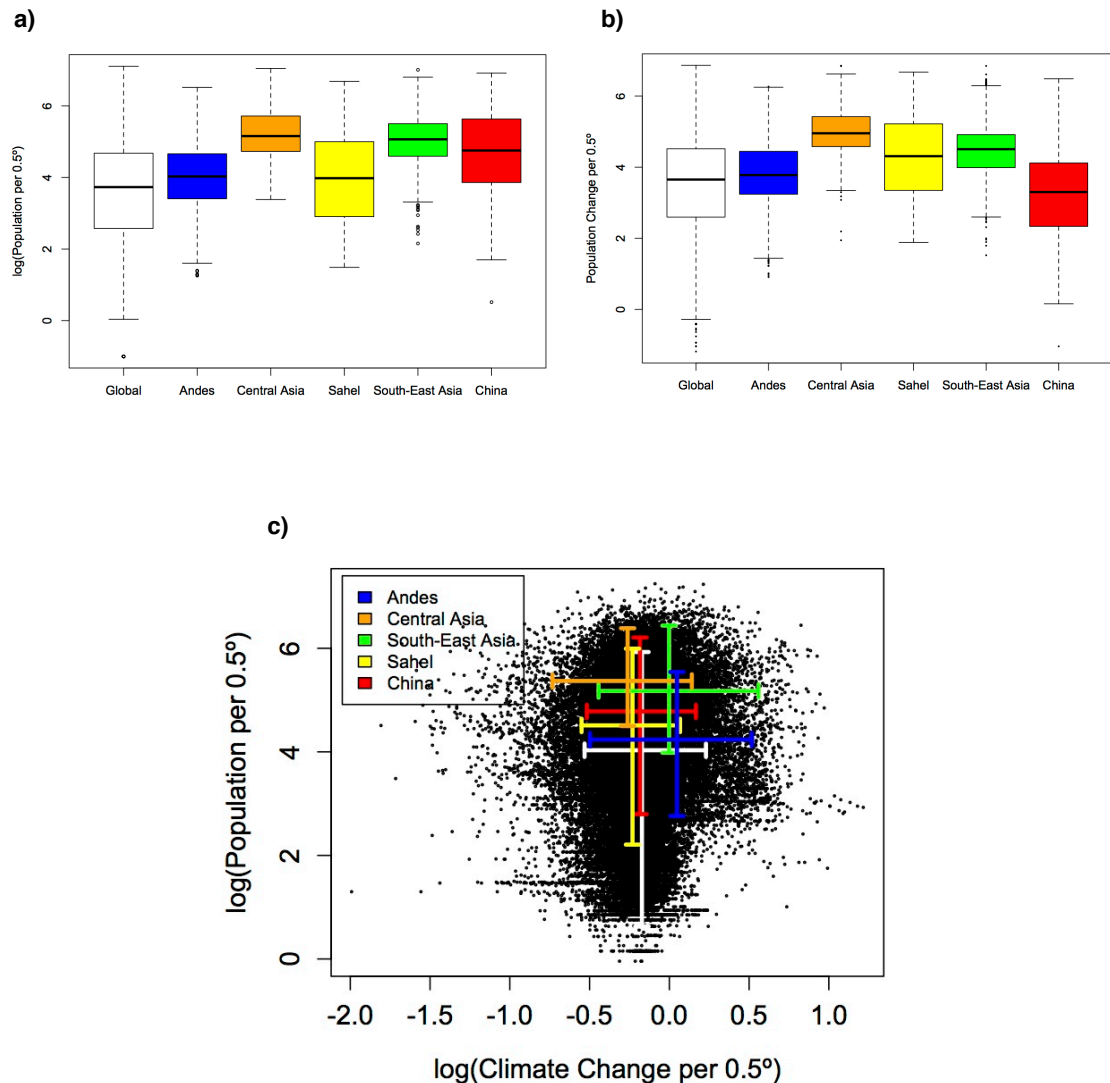 a)
log(Population per 0.5º)
0 2 4 6
Global Andes Central Asia Sahel South-East Asia China
b)
Population Change per 0.5º
0 2 4 6
Global Andes Central Asia Sahel South-East Asia China
c)
Andes
Central Asia
South-East Asia
Sahel
China
log(Population per 0.5º)
0 2 4 6
-2.0 -1.5 -1.0 -0.5 0.0 0.5 1.0
log(Climate Change per 0.5º)